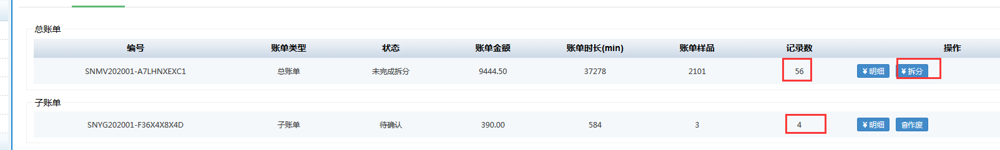 总账单
编号 账单类型 状态 账单金额 账单时长(min) 账单样品 记录数 操作
SNMV202001-A7LHNXEXC1 总账单 未完成拆分 9444.50 37278 2101 56 ¥明细 ¥拆分
子账单
SNYG202001-F36X4X8X4D 子账单 待确认 390.00 584 3 4 ¥明细 作废